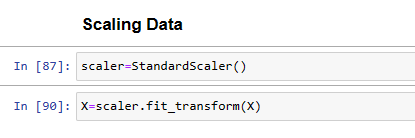 Scaling Data
In [87]: scaler=StandardScaler()
In [90]: X=scaler.fit_transform(X)